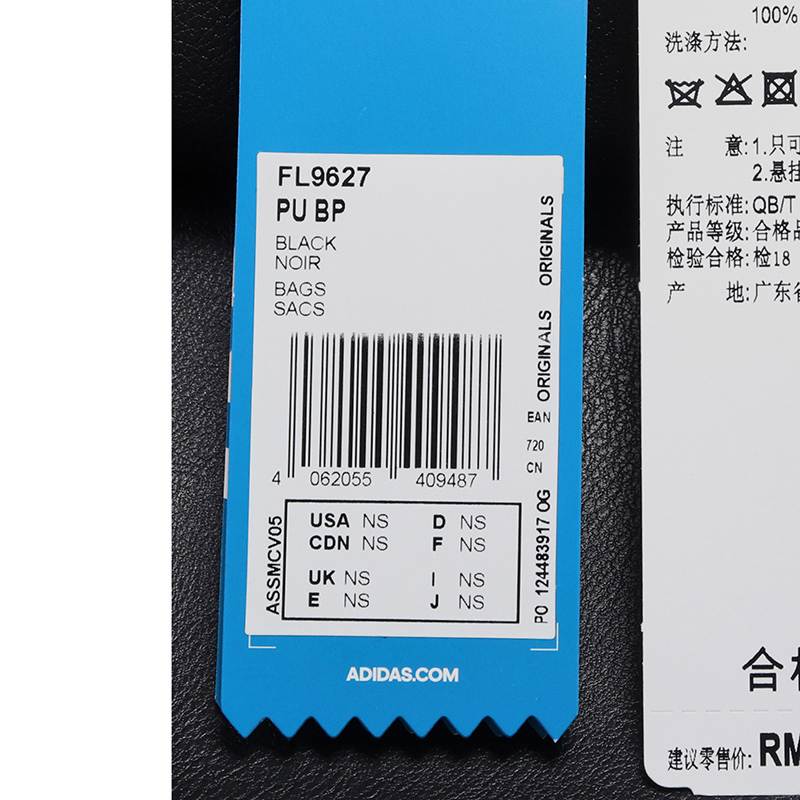 FL9627
PU BP
BLACK
NOIR
BAGS
SACS
ORIGINALS ORIGINALS
EAN
720
CN
4 062055 409487
ASSMCV05
USA NS D NS
CDN NS F NS
UK NS I NS
E NS J NS
PO 124483917 OG
ADIDAS.COM
100%
洗涤方法:
注 意:1.只可
2.悬挂
执行标准:QB/T
产品等级:合格品
检验合格:检18
产 地:广东省
合格
建议零售价:RM